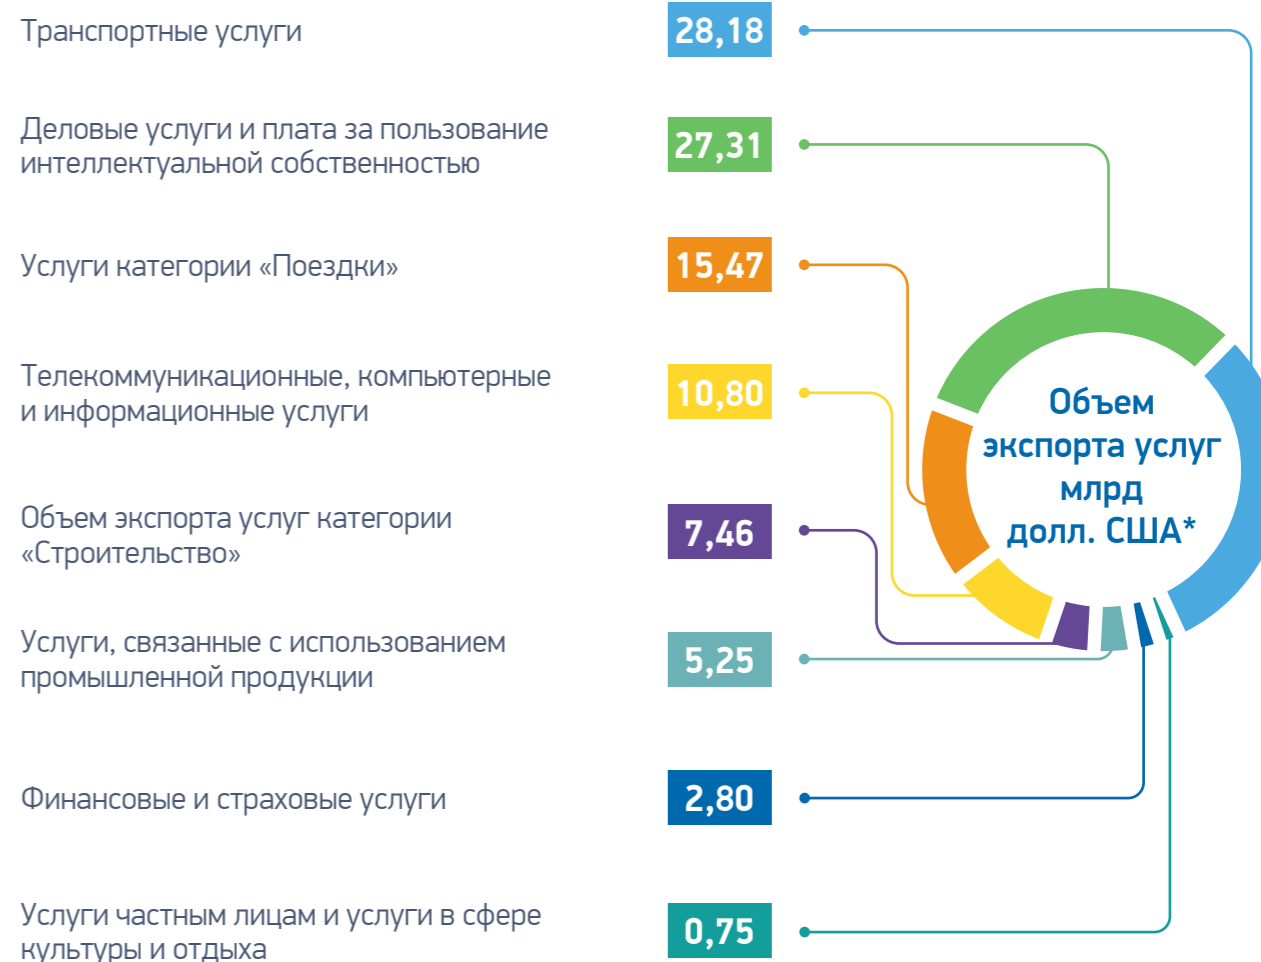 Транспортные услуги
28,18
Деловые услуги и плата за пользование
интеллектуальной собственностью
27,31
Услуги категории «Поездки»
15,47
Телекоммуникационные, компьютерные
и информационные услуги
10,80
Объем экспорта услуг категории
«Строительство»
7,46
Услуги, связанные с использованием
промышленной продукции
5,25
Финансовые и страховые услуги
2,80
Услуги частным лицам и услуги в сфере
культуры и отдыха
0,75
Объем
экспорта услуг
млрд
долл. США*